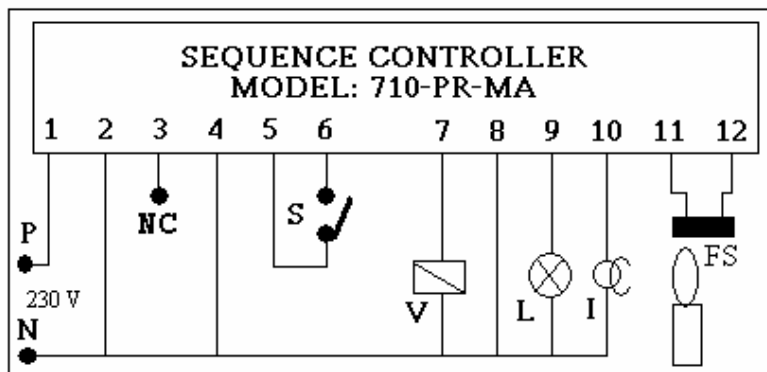 SEQUENCE CONTROLLER
MODEL: 710-PR-MA
1 2 3 4 5 6 7 8 9 10 11 12
NC
S
P
230 V
N
V
L
I
FS